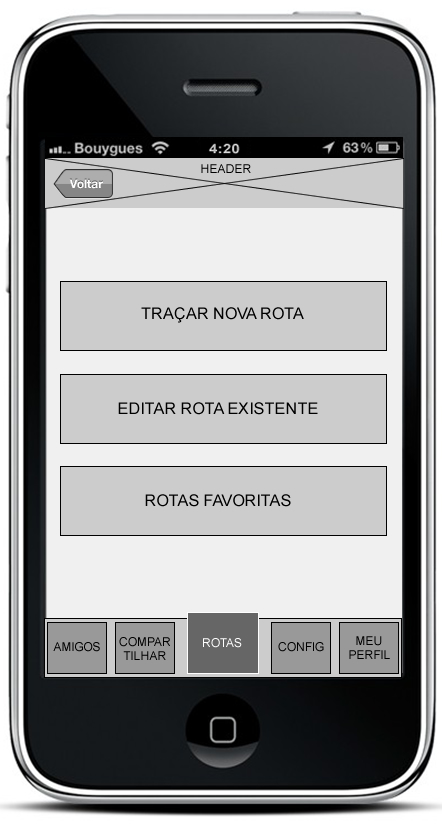 Bouygues 4:20 63%
HEADER
Voltar
TRAÇAR NOVA ROTA
EDITAR ROTA EXISTENTE
ROTAS FAVORITAS
AMIGOS
COMPAR
TILHAR
ROTAS
CONFIG
MEU
PERFIL